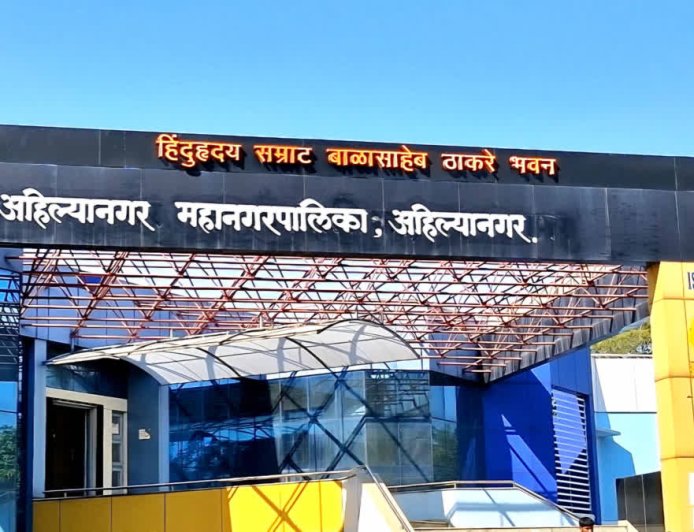 हिंदुहृदय सम्राट बाळासाहेब ठाकरे भवन
अहिल्यानगर महानगरपालिका, अहिल्यानगर.